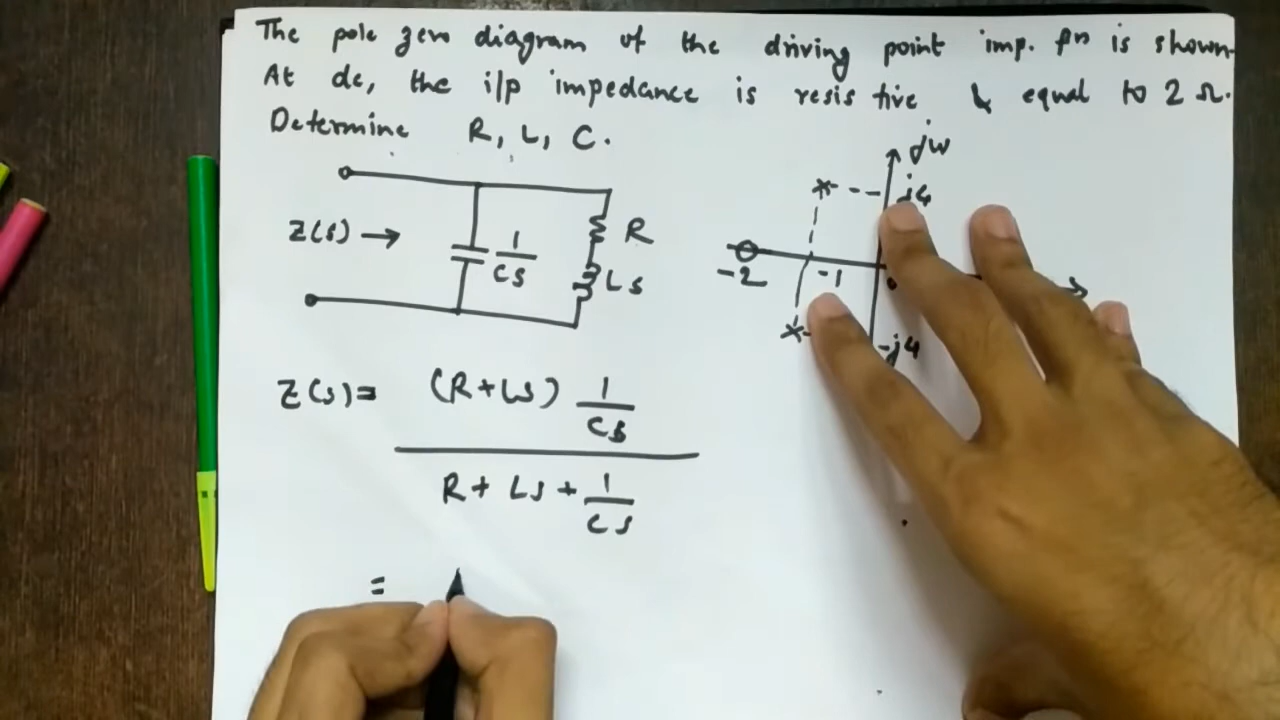 The pole zero diagram of the driving point imp. fn is shown.
At dc, the i/p impedance is resistive & equal to 2 Ω.
Determine R, L, C.
jω
j4
Z(s) →
1/Cs
R
Ls
-2
-1
0
-j4
Z(s) = (R+Ls) 1/Cs
R + Ls + 1/Cs
=